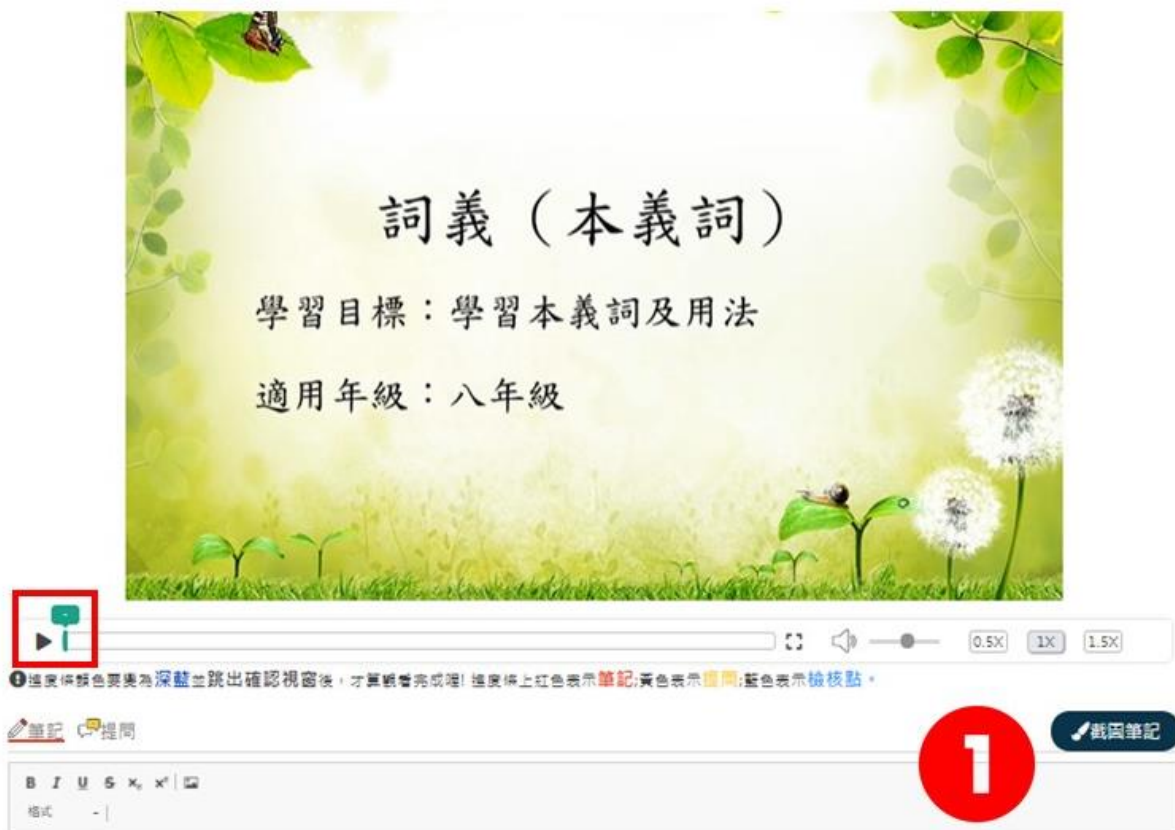 詞義（本義詞）
學習目標：學習本義詞及用法
適用年級：八年級
0.5X 1X 1.5X
進度條顏色要變為深藍並跳出確認視窗後，才算觀看完成喔! 進度條上紅色表示筆記;黃色表示提問;藍色表示檢核點。
筆記 提問 截圖筆記
1
B I U S x₂ x²
格式